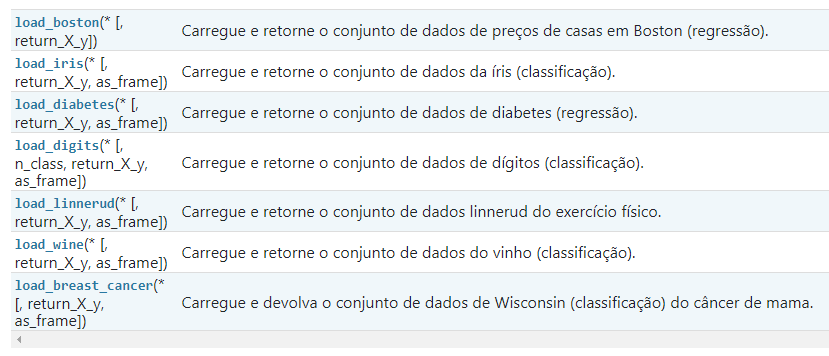 load_boston(* [,
return_X_y])
Carregue e retorne o conjunto de dados de preços de casas em Boston (regressão).
load_iris(* [,
return_X_y, as_frame])
Carregue e retorne o conjunto de dados da íris (classificação).
load_diabetes(* [,
return_X_y, as_frame])
Carregue e retorne o conjunto de dados de diabetes (regressão).
load_digits(* [,
n_class, return_X_y,
as_frame])
Carregue e retorne o conjunto de dados de dígitos (classificação).
load_linnerud(* [,
return_X_y, as_frame])
Carregue e retorne o conjunto de dados linnerud do exercício físico.
load_wine(* [,
return_X_y, as_frame])
Carregue e retorne o conjunto de dados do vinho (classificação).
load_breast_cancer(*
[, return_X_y,
as_frame])
Carregue e devolva o conjunto de dados de Wisconsin (classificação) do câncer de mama.